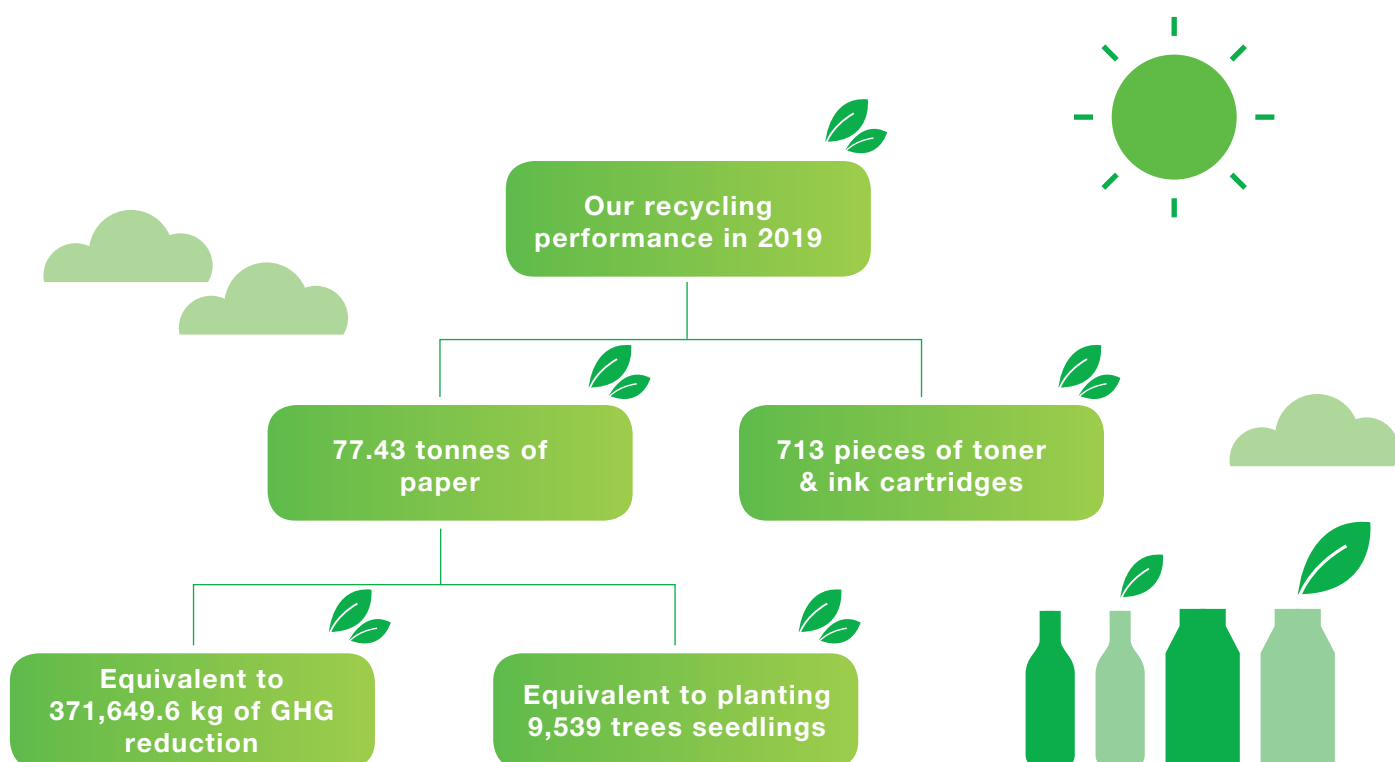 Our recycling
performance in 2019
77.43 tonnes of
paper
713 pieces of toner
& ink cartridges
Equivalent to
371,649.6 kg of GHG
reduction
Equivalent to planting
9,539 trees seedlings